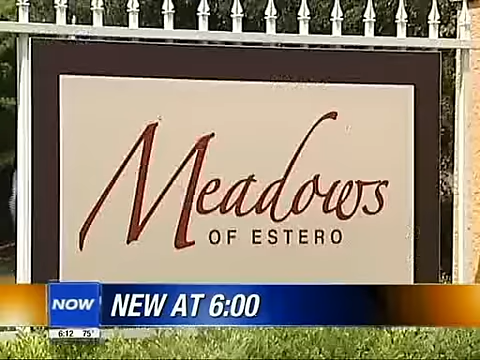 Meadows
OF ESTERO
NOW
NEW AT 6:00
6:12 75°